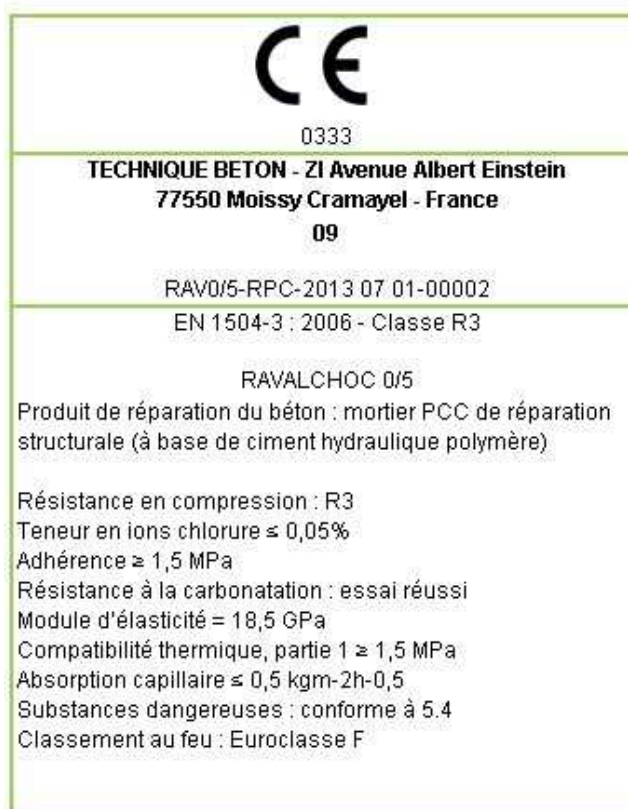 CE
0333
TECHNIQUE BETON - ZI Avenue Albert Einstein
77550 Moissy Cramayel - France
09
RAV0/5-RPC-2013 07 01-00002
EN 1504-3 : 2006 - Classe R3
RAVALCHOC 0/5
Produit de réparation du béton : mortier PCC de réparation
structurale (à base de ciment hydraulique polymère)
Résistance en compression : R3
Teneur en ions chlorure ≤ 0,05%
Adhérence ≥ 1,5 MPa
Résistance à la carbonatation : essai réussi
Module d'élasticité = 18,5 GPa
Compatibilité thermique, partie 1 ≥ 1,5 MPa
Absorption capillaire ≤ 0,5 kgm-2h-0,5
Substances dangereuses : conforme à 5.4
Classement au feu : Euroclasse F